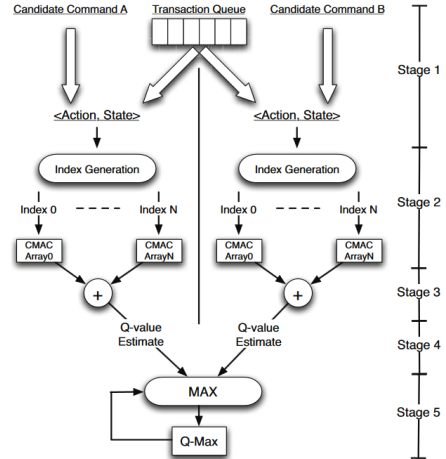 Candidate Command A
Transaction Queue
Candidate Command B
Stage 1
<Action, State>
<Action, State>
Index Generation
Index Generation
Stage 2
Index 0
Index N
Index 0
Index N
CMAC
Array0
CMAC
ArrayN
CMAC
Array0
CMAC
ArrayN
+
+
Stage 3
Q-value
Estimate
Q-value
Estimate
Stage 4
MAX
Stage 5
Q-Max